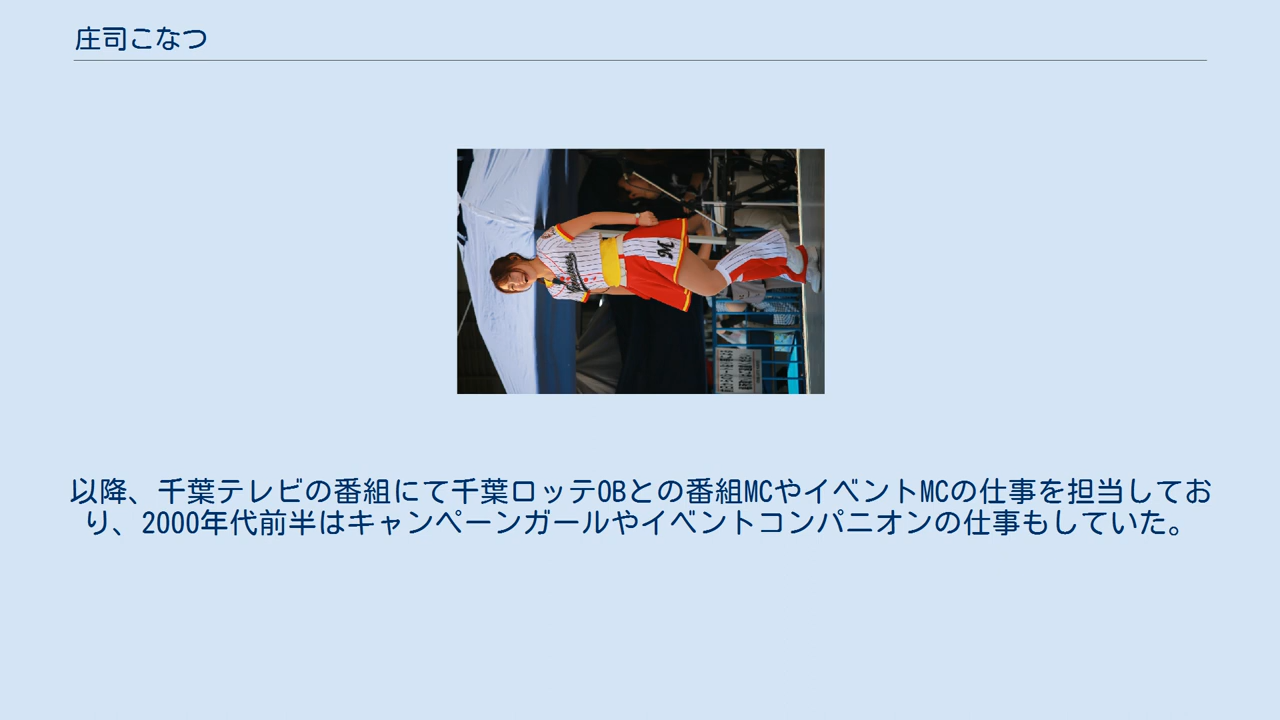 庄司こなつ
以降、千葉テレビの番組にて千葉ロッテOBとの番組MCやイベントMCの仕事を担当してお
り、2000年代前半はキャンペーンガールやイベントコンパニオンの仕事もしていた。